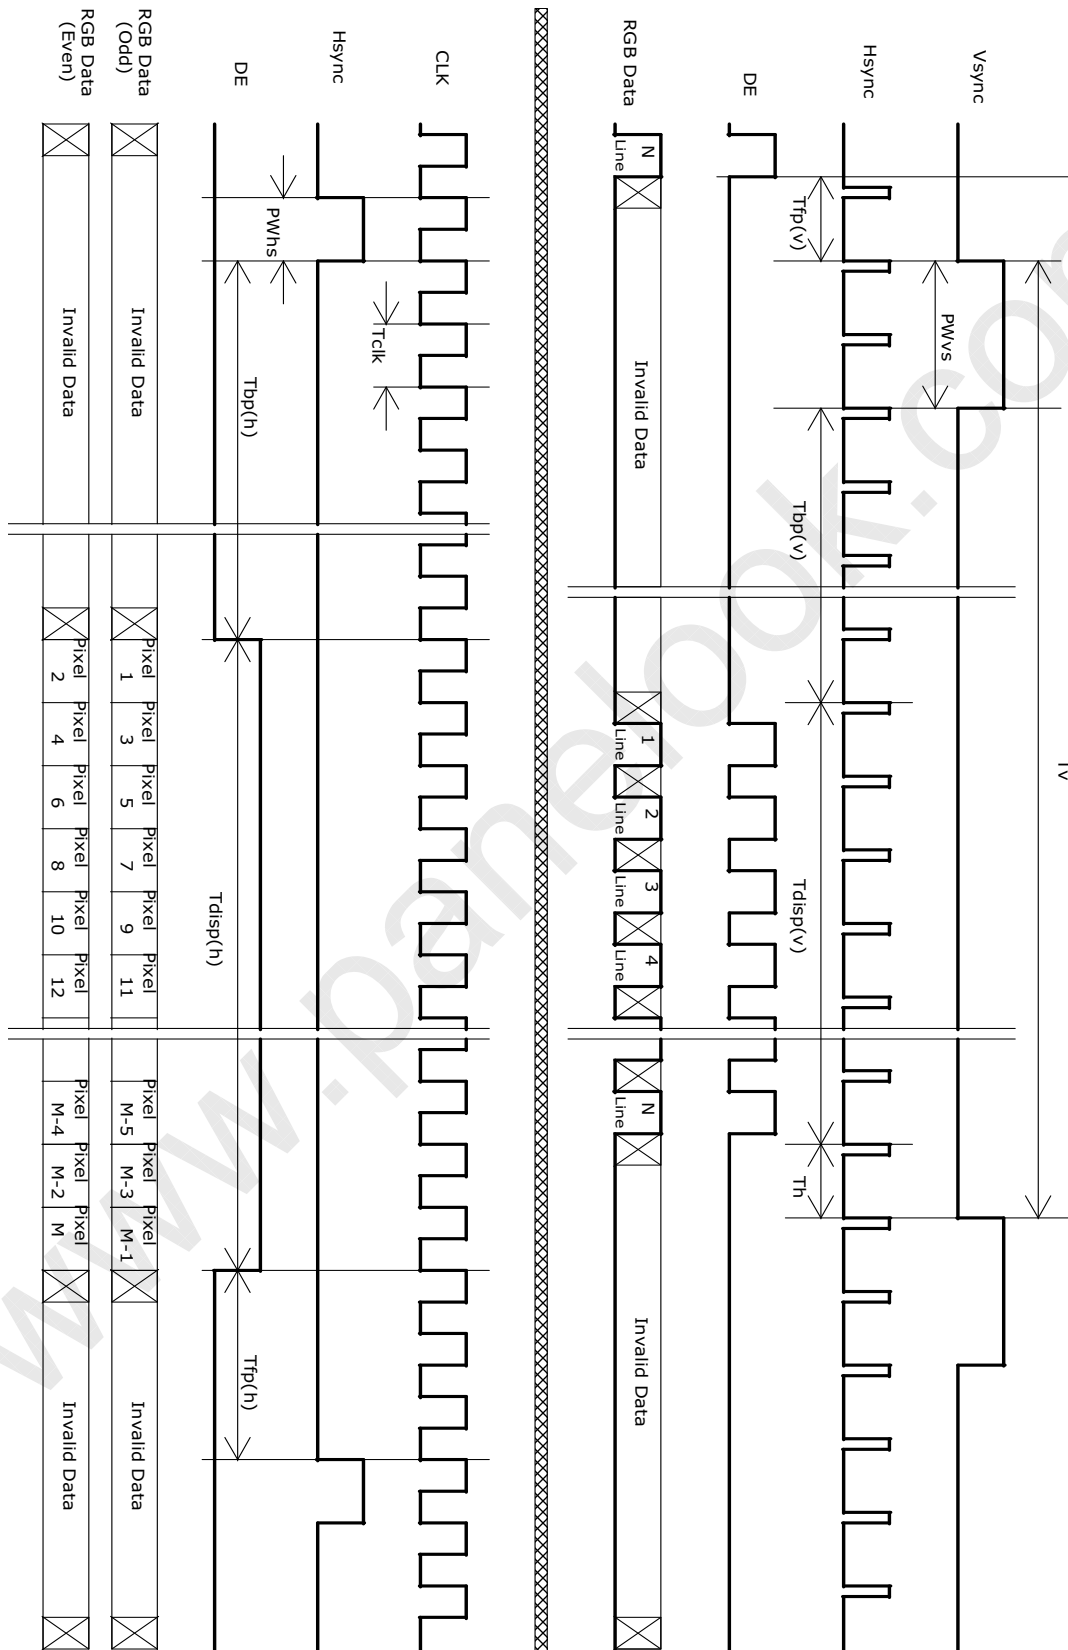 Tv
Vsync
PWvs
Hsync
Tfp(v)
Tbp(v)
Tdisp(v)
Th
DE
RGB Data
Line N
Invalid Data
Line 1
Line 2
Line 3
Line 4
Line N
Invalid Data
CLK
Tclk
Hsync
PWhs
Tbp(h)
DE
Tdisp(h)
Tfp(h)
RGB Data
(Odd)
Invalid Data
Pixel 1
Pixel 3
Pixel 5
Pixel 7
Pixel 9
Pixel 11
Pixel M-5
Pixel M-3
Pixel M-1
Invalid Data
RGB Data
(Even)
Invalid Data
Pixel 2
Pixel 4
Pixel 6
Pixel 8
Pixel 10
Pixel 12
Pixel M-4
Pixel M-2
Pixel M
Invalid Data
www.panelook.com